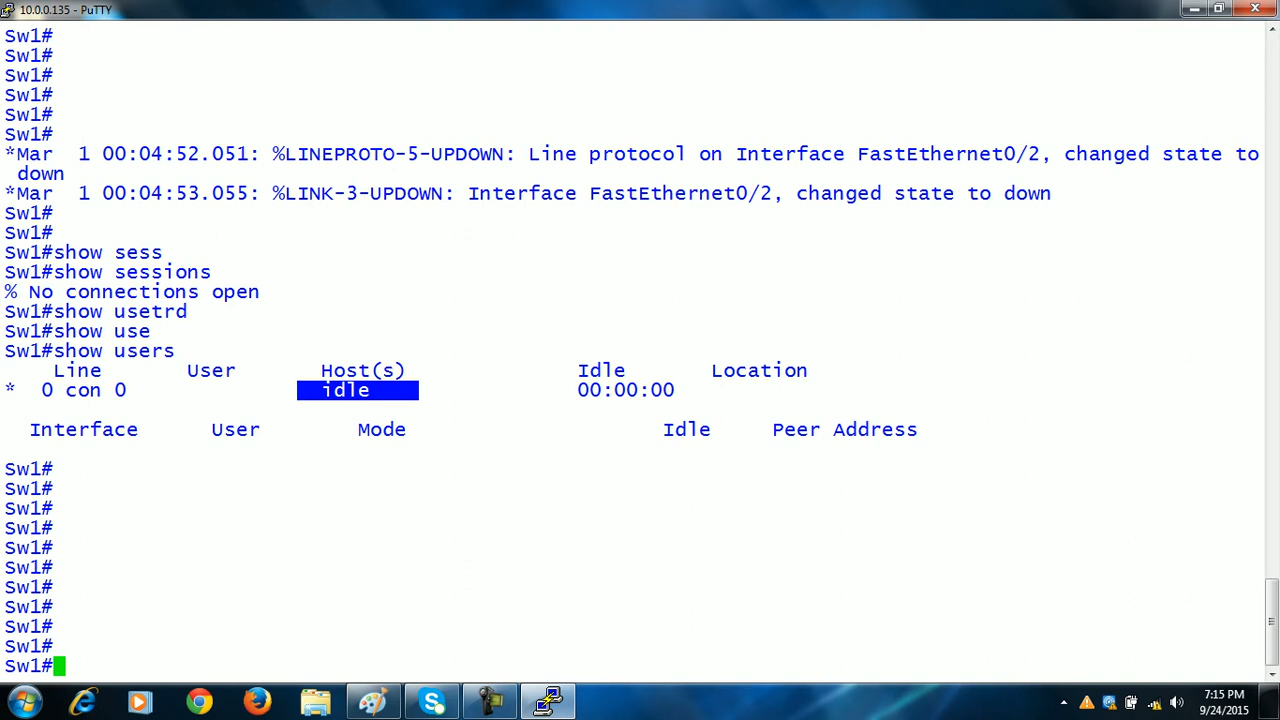 10.0.0.135 - PuTTY
Sw1#
Sw1#
Sw1#
Sw1#
Sw1#
Sw1#
*Mar  1 00:04:52.051: %LINEPROTO-5-UPDOWN: Line protocol on Interface FastEthernet0/2, changed state to
down
*Mar  1 00:04:53.055: %LINK-3-UPDOWN: Interface FastEthernet0/2, changed state to down
Sw1#
Sw1#
Sw1#show sess
Sw1#show sessions
% No connections open
Sw1#show usetrd
Sw1#show use
Sw1#show users
Line User Host(s) Idle Location
* 0 con 0 idle 00:00:00
Interface User Mode Idle Peer Address
Sw1#
Sw1#
Sw1#
Sw1#
Sw1#
Sw1#
Sw1#
Sw1#
Sw1#
Sw1#
Sw1#
7:15 PM
9/24/2015